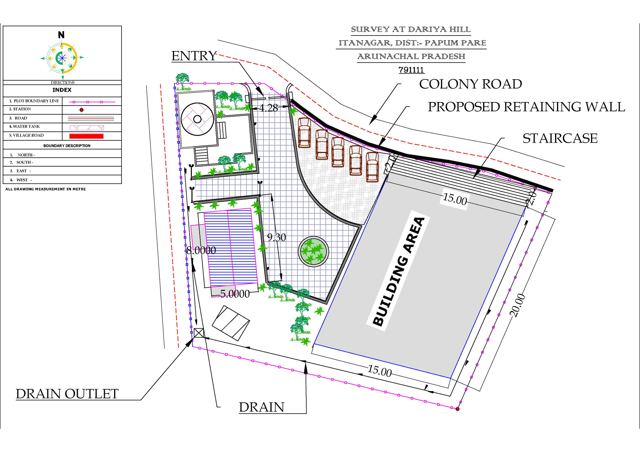 SURVEY AT DARIYA HILL
ITANAGAR, DIST:- PAPUM PARE
ARUNACHAL PRADESH
791111
N
DIRECTIONS
INDEX
1. PLOT BOUNDARY LINE
2. STATION
3. ROAD
4. WATER TANK
5. VILLAGE ROAD
BOUNDARY DESCRIPTION
1. NORTH:-
2. SOUTH:-
3. EAST :-
4. WEST :-
ALL DRAWING MEASUREMENT IN METRE
ENTRY
COLONY ROAD
PROPOSED RETAINING WALL
STAIRCASE
4.28
15.00
9.30
8.0000
5.0000
BUILDING AREA
20.00
15.00
DRAIN OUTLET
DRAIN